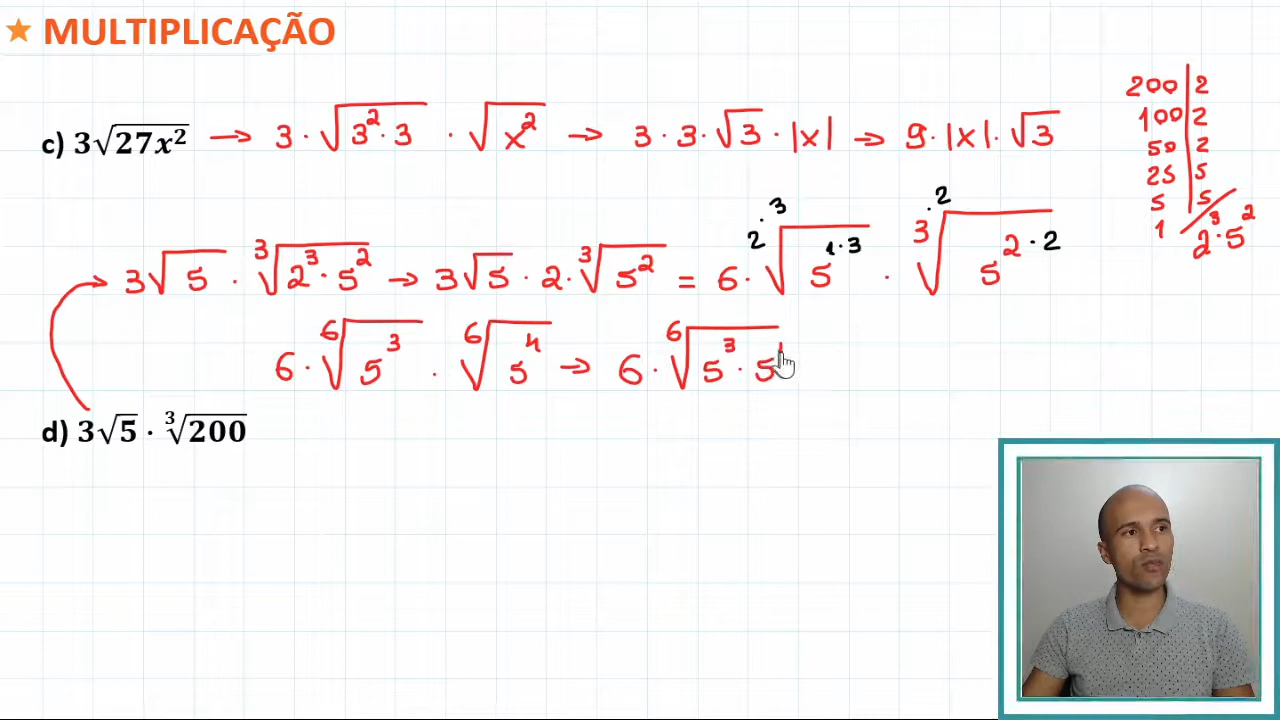 MULTIPLICAÇÃO
c) 3√27x² → 3 · √3² · 3 · √x² → 3 · 3 · √3 · |x| → 9 · |x| · √3
200 | 2
100 | 2
50 | 2
25 | 5
5 | 5
1 | 2³ · 5²
3√5 · ³√2³ · 5² → 3√5 · 2 · ³√5² = 6 · ²·³√5¹·³ · ³·²√5²·²
6 · ⁶√5³ · ⁶√5⁴ → 6 · ⁶√5³ · 5
d) 3√5 · ³√200